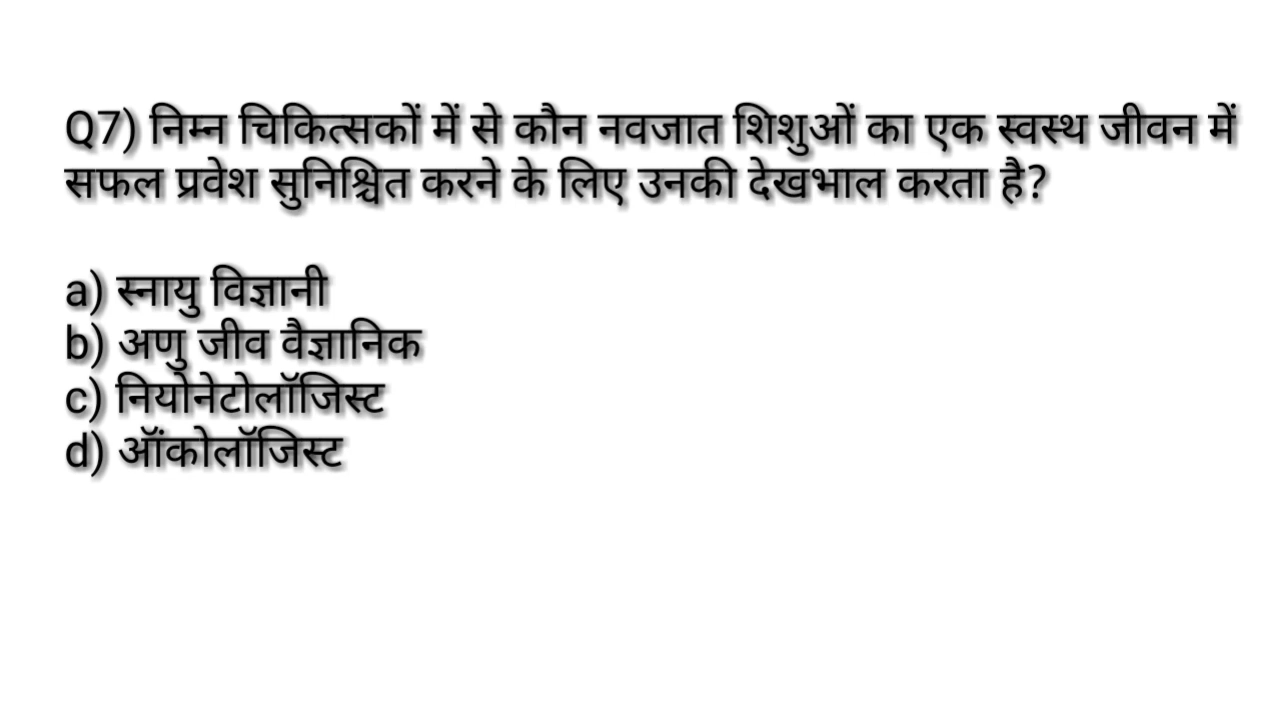 Q7) निम्न चिकित्सकों में से कौन नवजात शिशुओं का एक स्वस्थ जीवन में
सफल प्रवेश सुनिश्चित करने के लिए उनकी देखभाल करता है?
a) स्नायु विज्ञानी
b) अणु जीव वैज्ञानिक
c) नियोनेटोलॉजिस्ट
d) ऑंकोलॉजिस्ट